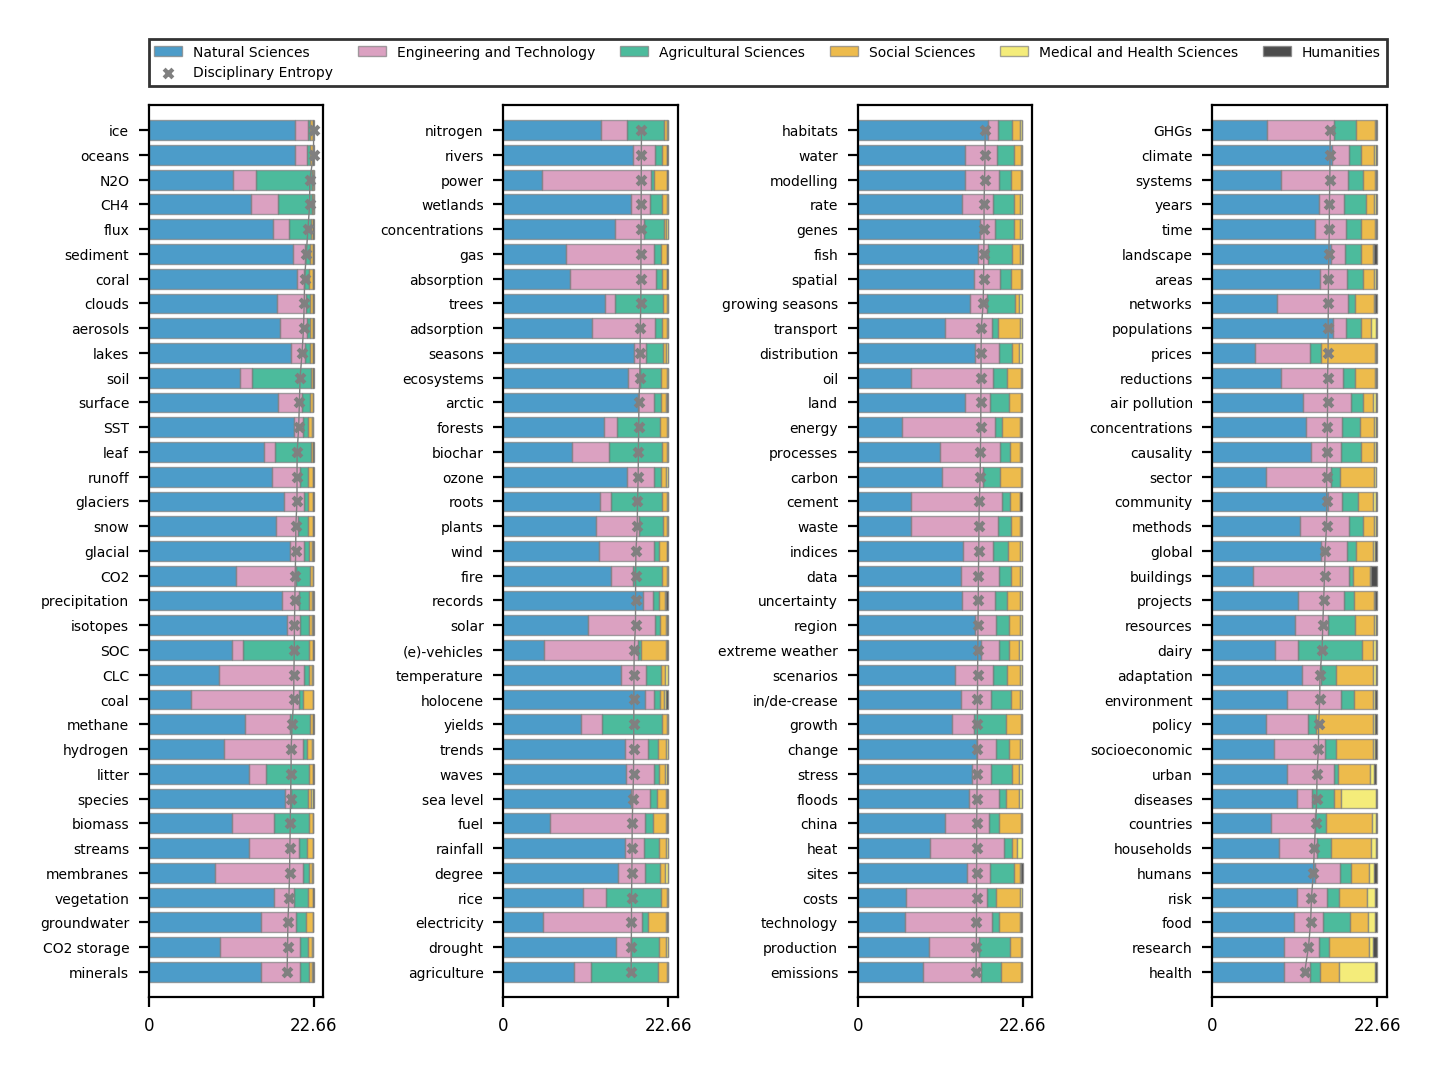 Natural Sciences Engineering and Technology Agricultural Sciences Social Sciences Medical and Health Sciences Humanities
Disciplinary Entropy
ice
oceans
N2O
CH4
flux
sediment
coral
clouds
aerosols
lakes
soil
surface
SST
leaf
runoff
glaciers
snow
glacial
CO2
precipitation
isotopes
SOC
CLC
coal
methane
hydrogen
litter
species
biomass
streams
membranes
vegetation
groundwater
CO2 storage
minerals
0 22.66
nitrogen
rivers
power
wetlands
concentrations
gas
absorption
trees
adsorption
seasons
ecosystems
arctic
forests
biochar
ozone
roots
plants
wind
fire
records
solar
(e)-vehicles
temperature
holocene
yields
trends
waves
sea level
fuel
rainfall
degree
rice
electricity
drought
agriculture
0 22.66
habitats
water
modelling
rate
genes
fish
spatial
growing seasons
transport
distribution
oil
land
energy
processes
carbon
cement
waste
indices
data
uncertainty
region
extreme weather
scenarios
in/de-crease
growth
change
stress
floods
china
heat
sites
costs
technology
production
emissions
0 22.66
GHGs
climate
systems
years
time
landscape
areas
networks
populations
prices
reductions
air pollution
concentrations
causality
sector
community
methods
global
buildings
projects
resources
dairy
adaptation
environment
policy
socioeconomic
urban
diseases
countries
households
humans
risk
food
research
health
0 22.66